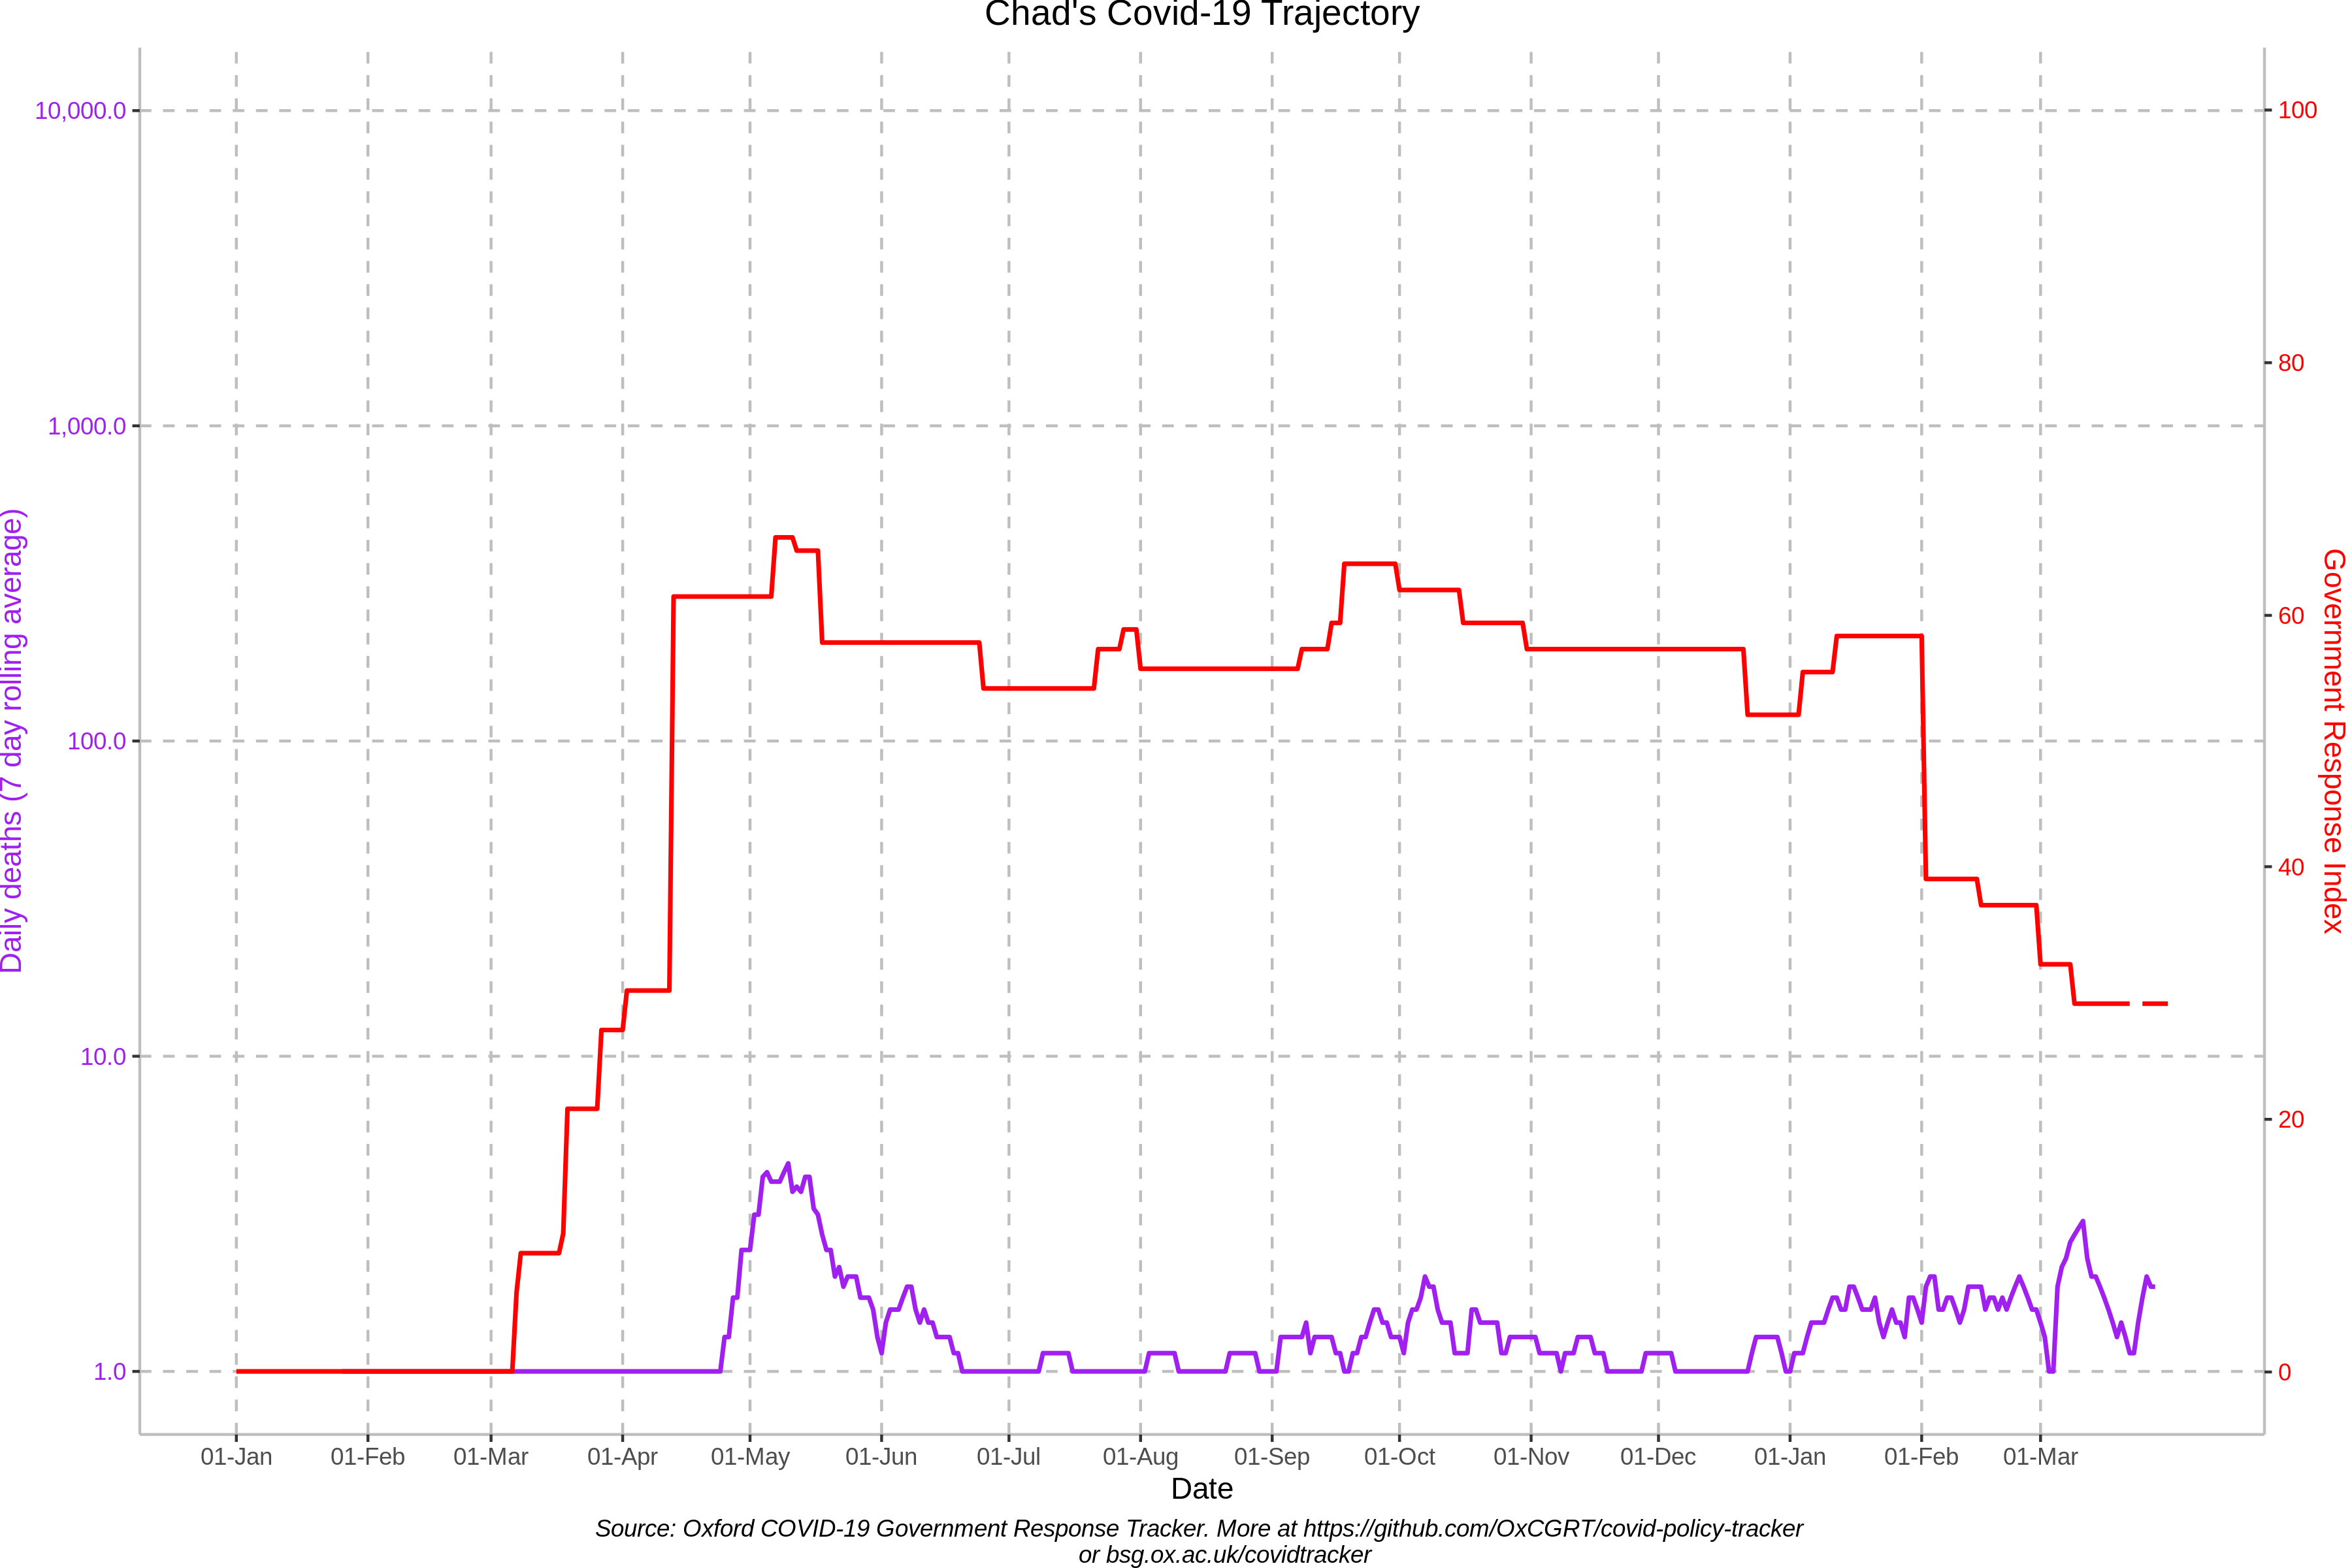 Chad's Covid-19 Trajectory
10,000.0
1,000.0
100.0
10.0
1.0
Daily deaths (7 day rolling average)
100
80
60
40
20
0
Government Response Index
01-Jan 01-Feb 01-Mar 01-Apr 01-May 01-Jun 01-Jul 01-Aug 01-Sep 01-Oct 01-Nov 01-Dec 01-Jan 01-Feb 01-Mar
Date
Source: Oxford COVID-19 Government Response Tracker. More at https://github.com/OxCGRT/covid-policy-tracker
or bsg.ox.ac.uk/covidtracker